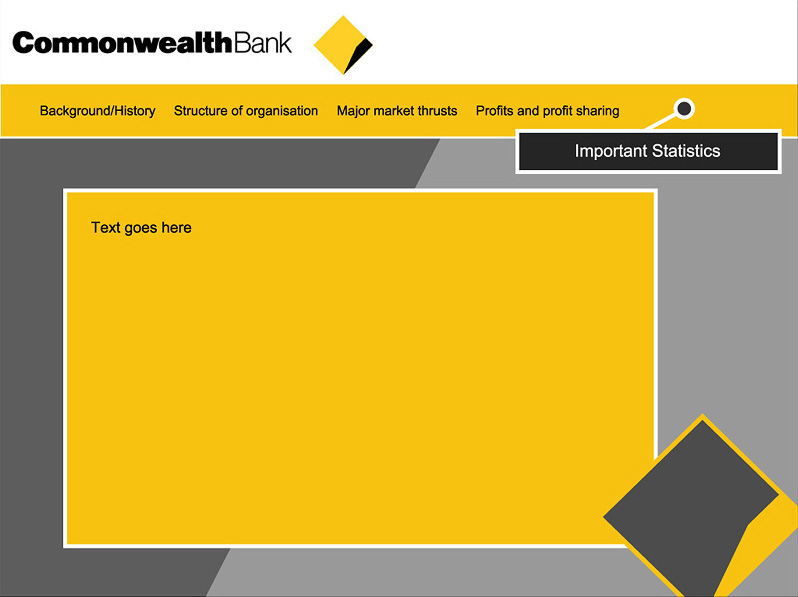 CommonwealthBank
Background/History Structure of organisation Major market thrusts Profits and profit sharing
Important Statistics
Text goes here